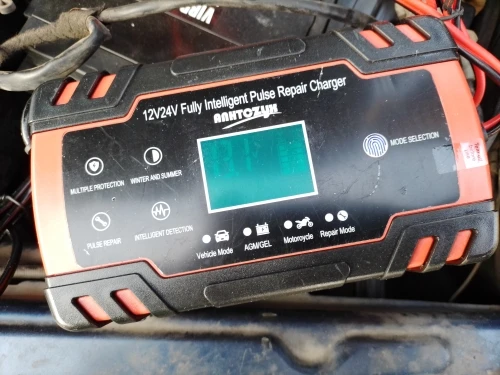 12V24V Fully Intelligent Pulse Repair Charger
MULTIPLE PROTECTION
WINTER AND SUMMER
MODE SELECTION
PULSE REPAIR
INTELLIGENT DETECTION
Vehicle Mode
AGM/GEL
Motorcycle
Repair Mode